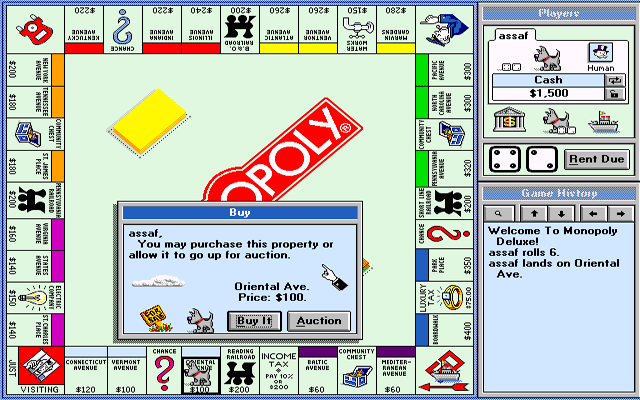 $220
$220
$240
$200
$260
$260
$150
$280
KENTUCKY
AVENUE
CHANCE
INDIANA
AVENUE
ILLINOIS
AVENUE
B.& O.
RAILROAD
ATLANTIC
AVENUE
VENTNOR
AVENUE
WATER
WORKS
MARVIN
GARDENS
$200
NEW YORK
AVENUE
$180
TENNESSEE
AVENUE
COMMUNITY
CHEST
$180
ST. JAMES
PLACE
$200
PENNSYLVANIA
RAILROAD
$160
VIRGINIA
AVENUE
$140
STATES
AVENUE
$150
ELECTRIC
COMPANY
$140
ST. CHARLES
PLACE
MONOPOLY®
PACIFIC
AVENUE
$300
NORTH
CAROLINA
AVENUE
$300
COMMUNITY
CHEST
PENNSYLVANIA
AVENUE
$320
SHORT LINE
RAILROAD
$200
CHANCE
PARK
PLACE
$350
LUXURY
TAX
$75.00
BOARDWALK
$400
Buy
assaf,
You may purchase this property or
allow it to go up for auction.
Oriental Ave.
Price: $100.
FOR
SALE
Buy It
Auction
JUST
VISITING
CONNECTICUT
AVENUE
$120
VERMONT
AVENUE
$100
CHANCE
ORIENTAL
AVENUE
$100
READING
RAILROAD
$200
INCOME
TAX
PAY 10%
OR
$200
BALTIC
AVENUE
$60
COMMUNITY
CHEST
MEDITER-
RANEAN AVENUE
$60
Players
assaf
Human
Cash
$1,500
Rent Due
Game History
Welcome To Monopoly
Deluxe!
assaf rolls 6.
assaf lands on Oriental
Ave.